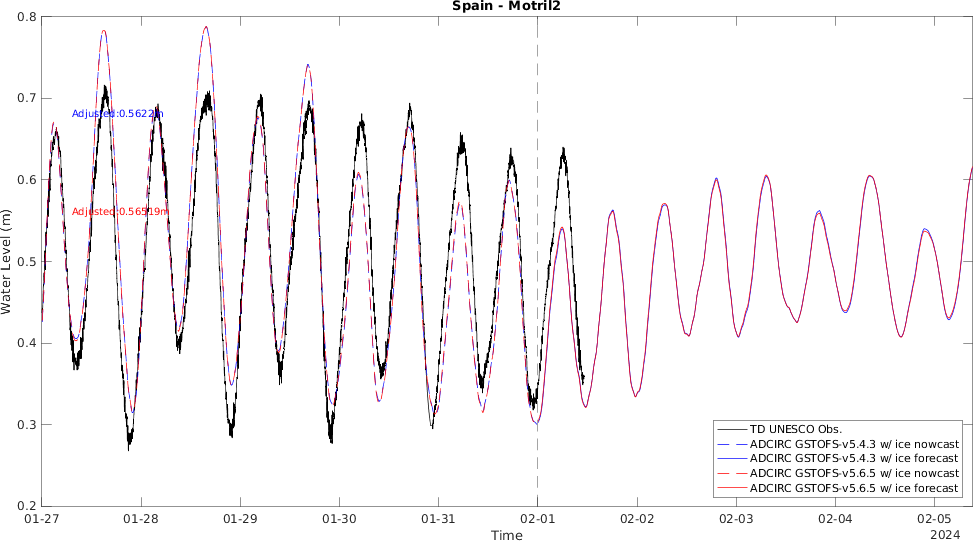 Spain - Motril2
0.8
0.7
0.6
0.5
0.4
0.3
0.2
Water Level (m)
Adjusted:0.5622m
Adjusted:0.56519m
TD UNESCO Obs.
ADCIRC GSTOFS-v5.4.3 w/ ice nowcast
ADCIRC GSTOFS-v5.4.3 w/ ice forecast
ADCIRC GSTOFS-v5.6.5 w/ ice nowcast
ADCIRC GSTOFS-v5.6.5 w/ ice forecast
01-27 01-28 01-29 01-30 01-31 02-01 02-02 02-03 02-04 02-05
Time
2024